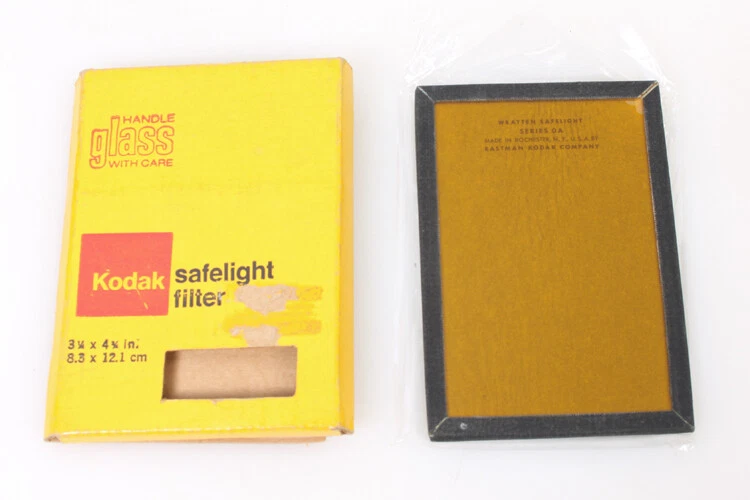 HANDLE
glass
WITH CARE
Kodak
safelight
filter
3¼ x 4¾ in.
8.3 x 12.1 cm
WRATTEN SAFELIGHT
SERIES OA
MADE IN ROCHESTER, N. Y., U.S.A. BY
EASTMAN KODAK COMPANY